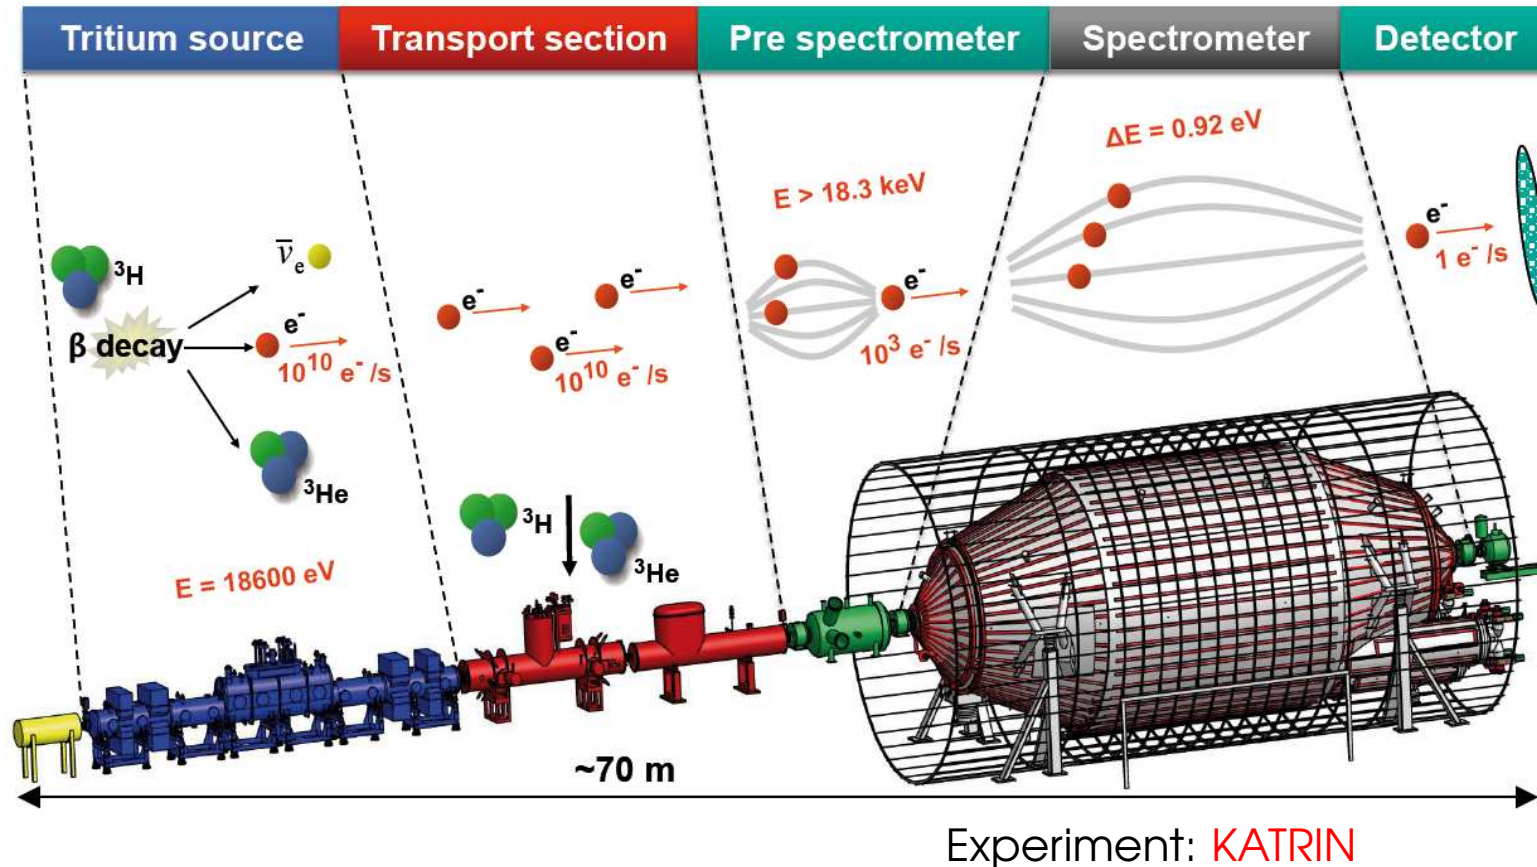 Tritium source
Transport section
Pre spectrometer
Spectrometer
Detector
ΔE = 0.92 eV
E > 18.3 keV
³H
ν̅ₑ
e⁻
e⁻
e⁻
e⁻
1 e⁻/s
β decay
e⁻
10¹⁰ e⁻/s
e⁻
10¹⁰ e⁻/s
10³ e⁻/s
³He
³H
³He
E = 18600 eV
~70 m
Experiment: KATRIN